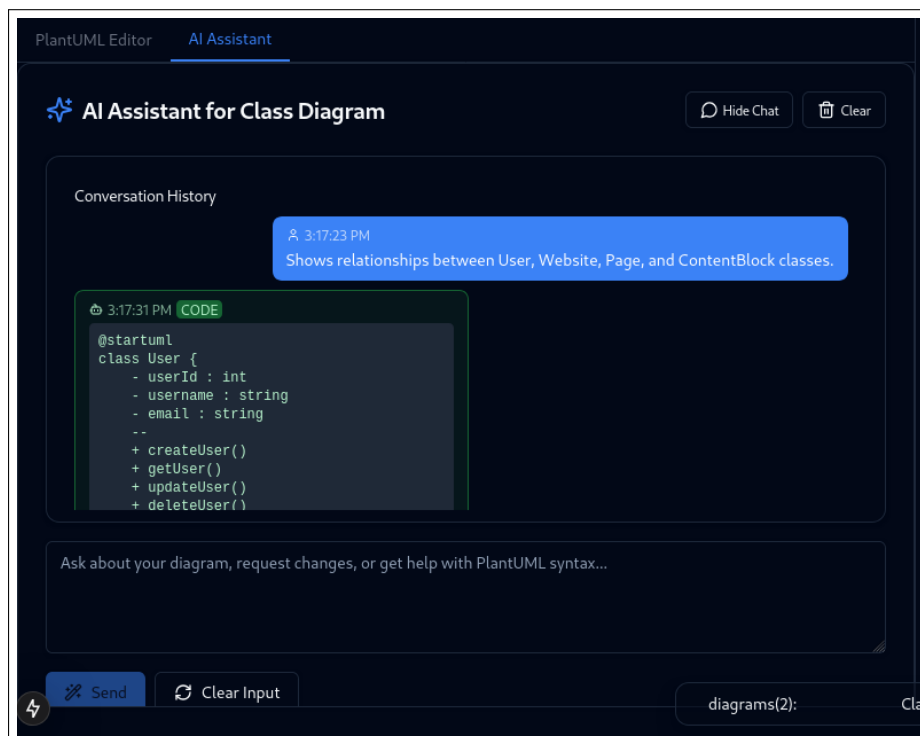 PlantUML Editor AI Assistant
AI Assistant for Class Diagram Hide Chat Clear
Conversation History
3:17:23 PM
Shows relationships between User, Website, Page, and ContentBlock classes.
3:17:31 PM CODE
@startuml
class User {
    - userId : int
    - username : string
    - email : string
    --
    + createUser()
    + getUser()
    + updateUser()
    + deleteUser()
Ask about your diagram, request changes, or get help with PlantUML syntax...
Send Clear Input
diagrams(2): Cla